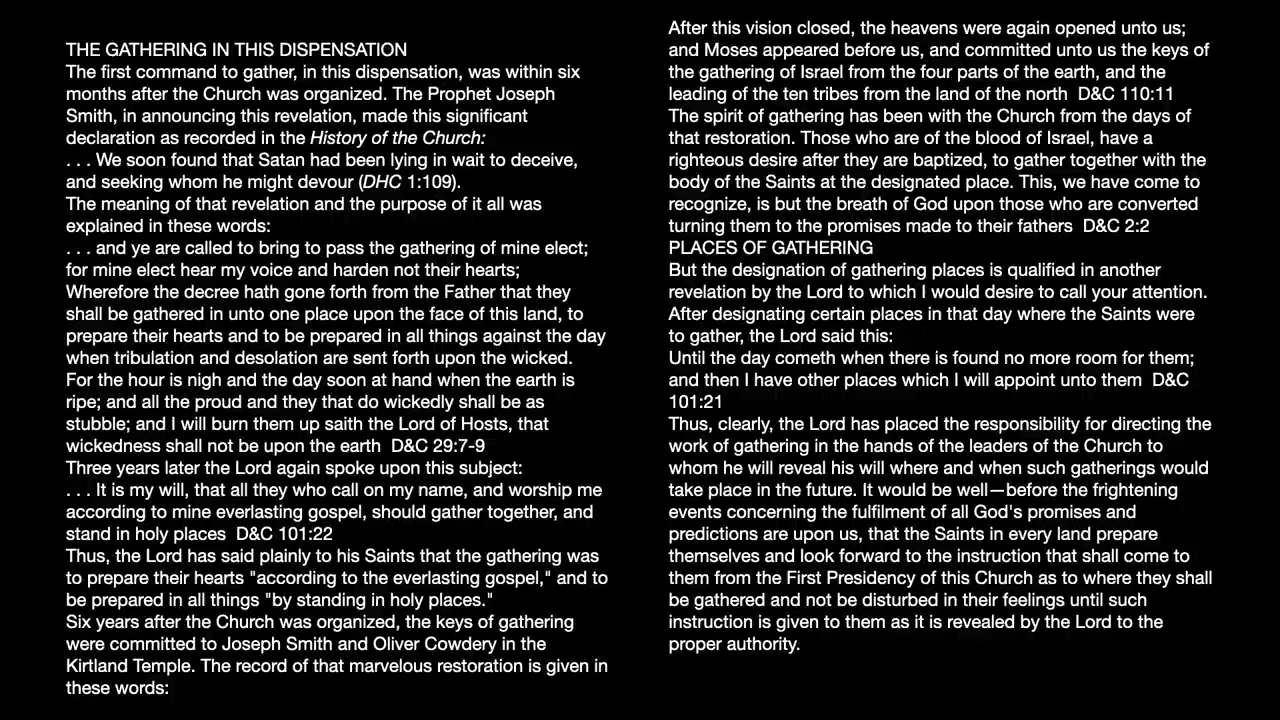 THE GATHERING IN THIS DISPENSATION
The first command to gather, in this dispensation, was within six
months after the Church was organized. The Prophet Joseph
Smith, in announcing this revelation, made this significant
declaration as recorded in the History of the Church:
. . . We soon found that Satan had been lying in wait to deceive,
and seeking whom he might devour (DHC 1:109).
The meaning of that revelation and the purpose of it all was
explained in these words:
. . . and ye are called to bring to pass the gathering of mine elect;
for mine elect hear my voice and harden not their hearts;
Wherefore the decree hath gone forth from the Father that they
shall be gathered in unto one place upon the face of this land, to
prepare their hearts and to be prepared in all things against the day
when tribulation and desolation are sent forth upon the wicked.
For the hour is nigh and the day soon at hand when the earth is
ripe; and all the proud and they that do wickedly shall be as
stubble; and I will burn them up saith the Lord of Hosts, that
wickedness shall not be upon the earth  D&C 29:7-9
Three years later the Lord again spoke upon this subject:
. . . It is my will, that all they who call on my name, and worship me
according to mine everlasting gospel, should gather together, and
stand in holy places  D&C 101:22
Thus, the Lord has said plainly to his Saints that the gathering was
to prepare their hearts "according to the everlasting gospel," and to
be prepared in all things "by standing in holy places."
Six years after the Church was organized, the keys of gathering
were committed to Joseph Smith and Oliver Cowdery in the
Kirtland Temple. The record of that marvelous restoration is given in
these words:
After this vision closed, the heavens were again opened unto us;
and Moses appeared before us, and committed unto us the keys of
the gathering of Israel from the four parts of the earth, and the
leading of the ten tribes from the land of the north  D&C 110:11
The spirit of gathering has been with the Church from the days of
that restoration. Those who are of the blood of Israel, have a
righteous desire after they are baptized, to gather together with the
body of the Saints at the designated place. This, we have come to
recognize, is but the breath of God upon those who are converted
turning them to the promises made to their fathers  D&C 2:2
PLACES OF GATHERING
But the designation of gathering places is qualified in another
revelation by the Lord to which I would desire to call your attention.
After designating certain places in that day where the Saints were
to gather, the Lord said this:
Until the day cometh when there is found no more room for them;
and then I have other places which I will appoint unto them  D&C
101:21
Thus, clearly, the Lord has placed the responsibility for directing the
work of gathering in the hands of the leaders of the Church to
whom he will reveal his will where and when such gatherings would
take place in the future. It would be well—before the frightening
events concerning the fulfilment of all God's promises and
predictions are upon us, that the Saints in every land prepare
themselves and look forward to the instruction that shall come to
them from the First Presidency of this Church as to where they shall
be gathered and not be disturbed in their feelings until such
instruction is given to them as it is revealed by the Lord to the
proper authority.